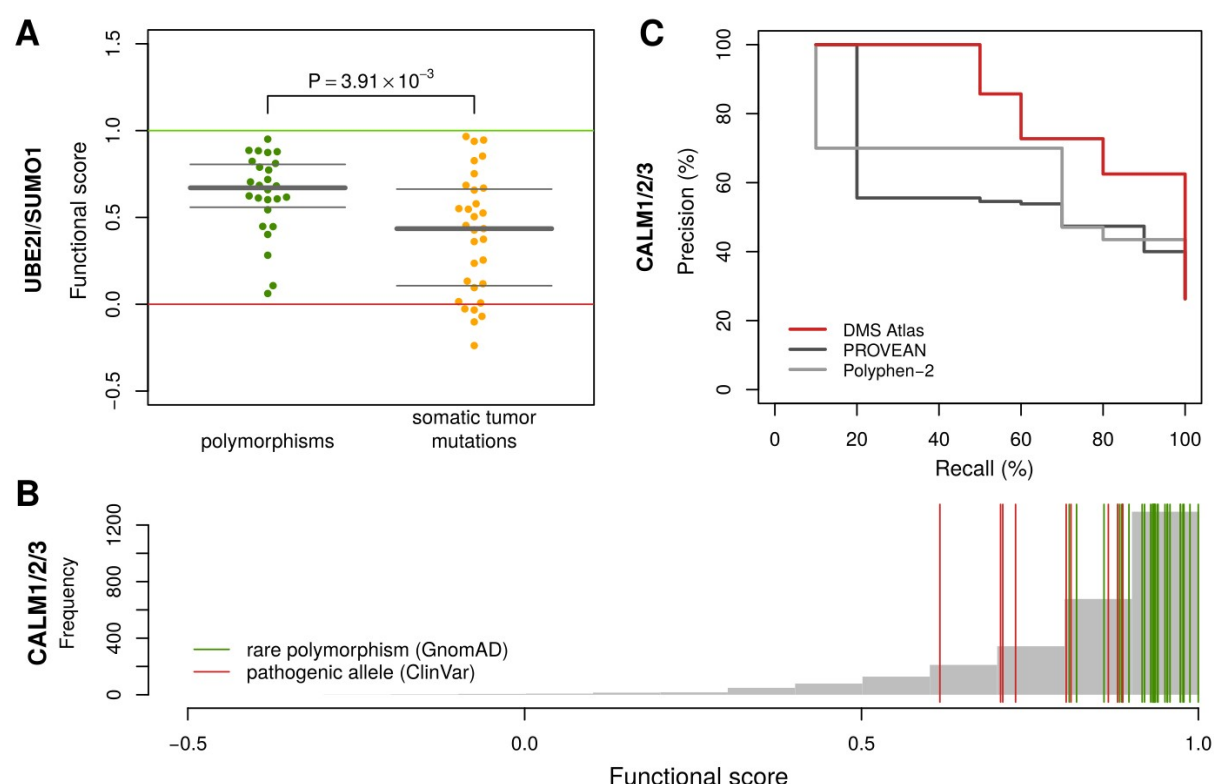 A
UBE2I/SUMO1
Functional score
1.5
1.0
0.5
0.0
−0.5
P = 3.91 × 10⁻³
polymorphisms
somatic tumor
mutations
C
CALM1/2/3
Precision (%)
100
80
60
40
20
0
DMS Atlas
PROVEAN
Polyphen−2
0 20 40 60 80 100
Recall (%)
B
CALM1/2/3
Frequency
1200
800
400
0
rare polymorphism (GnomAD)
pathogenic allele (ClinVar)
−0.5 0.0 0.5 1.0
Functional score